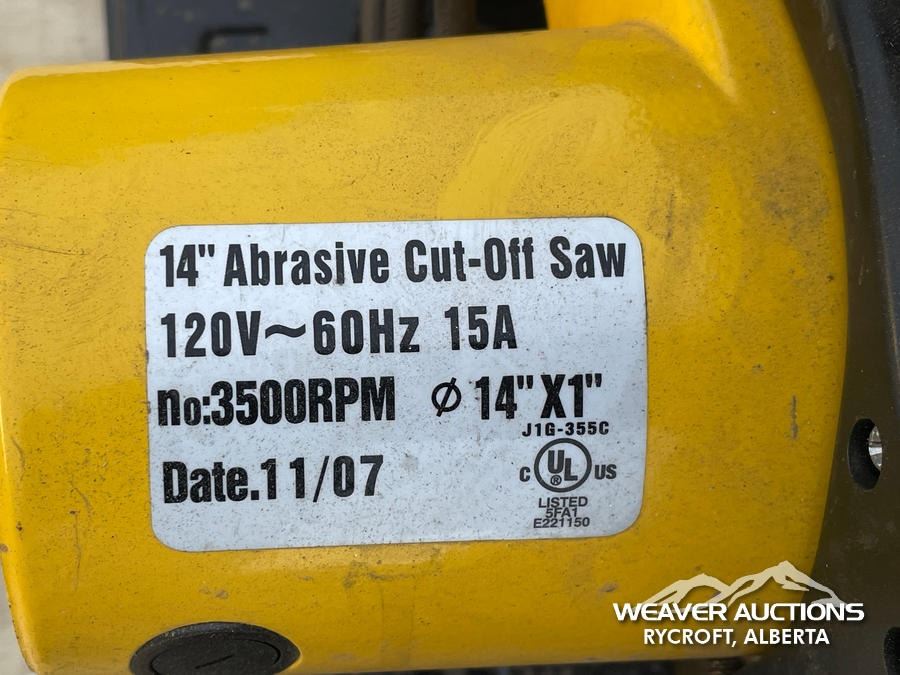 14" Abrasive Cut-Off Saw
120V~60Hz 15A
no:3500RPM ⌀ 14"X1"
J1G-355C
Date.11/07
C UL ® US
LISTED
5FA1
E221150
WEAVER AUCTIONS
RYCROFT, ALBERTA